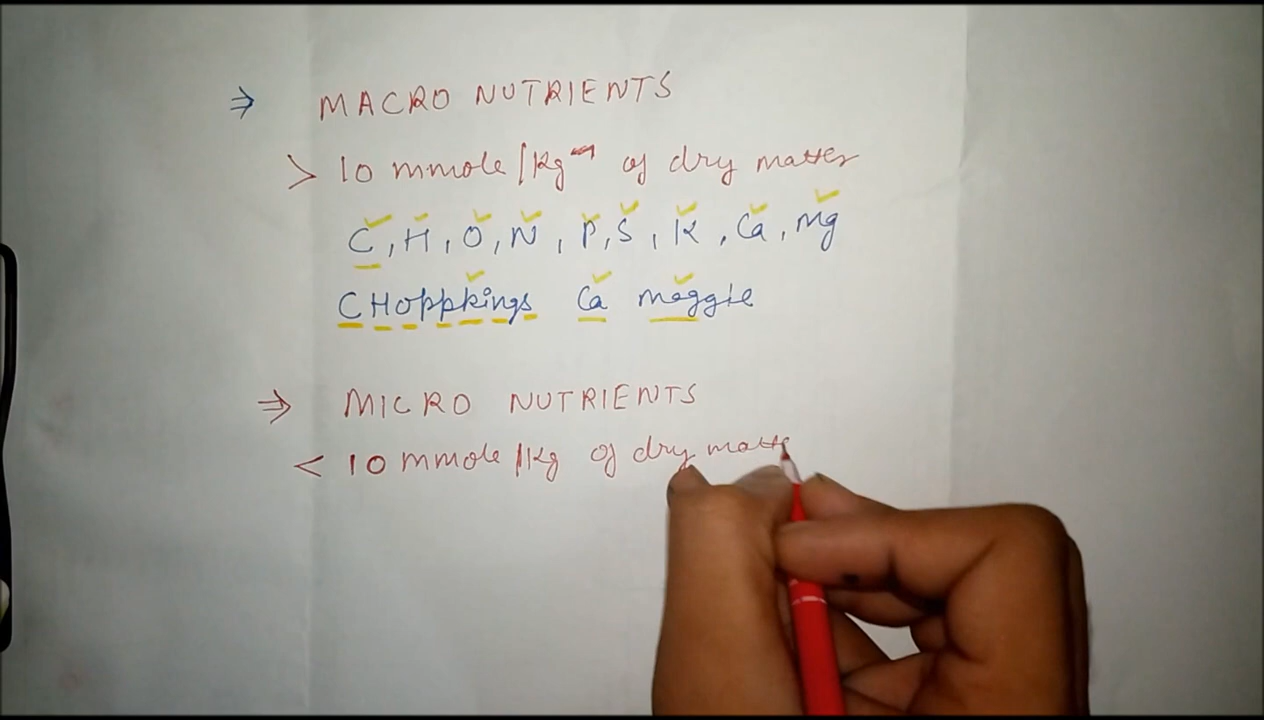 ⇒ MACRO NUTRIENTS
> 10 mmole/Kg of dry matter
C, H, O, N, P, S, K, Ca, Mg
CHoppkings Ca maggie
⇒ MICRO NUTRIENTS
< 10 mmole/Kg of dry matte